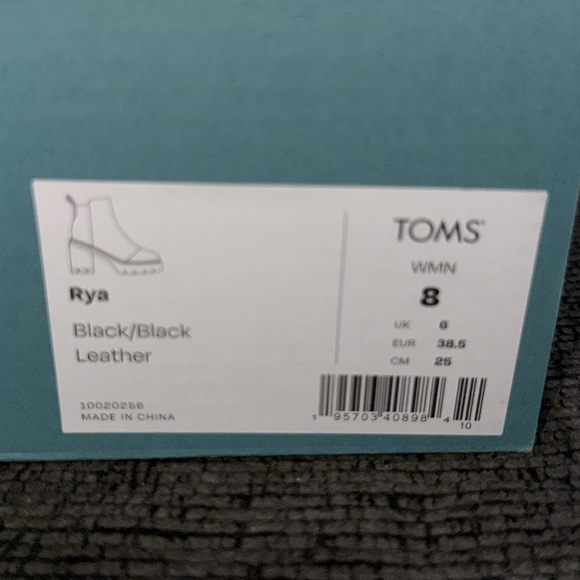 Rya
Black/Black
Leather
10020256
MADE IN CHINA
TOMS
WMN
8
UK 6
EUR 38.5
CM 25
1 95703 40898 4
10